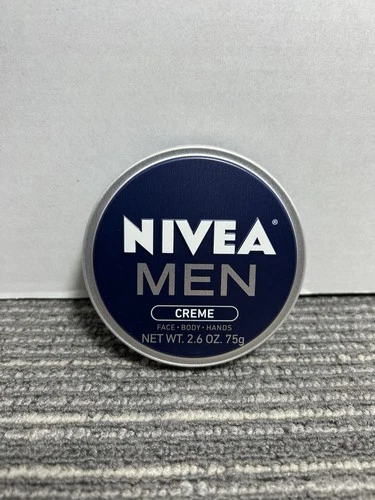 NIVEA®
MEN
CREME
FACE • BODY • HANDS
NET WT. 2.6 OZ. 75g